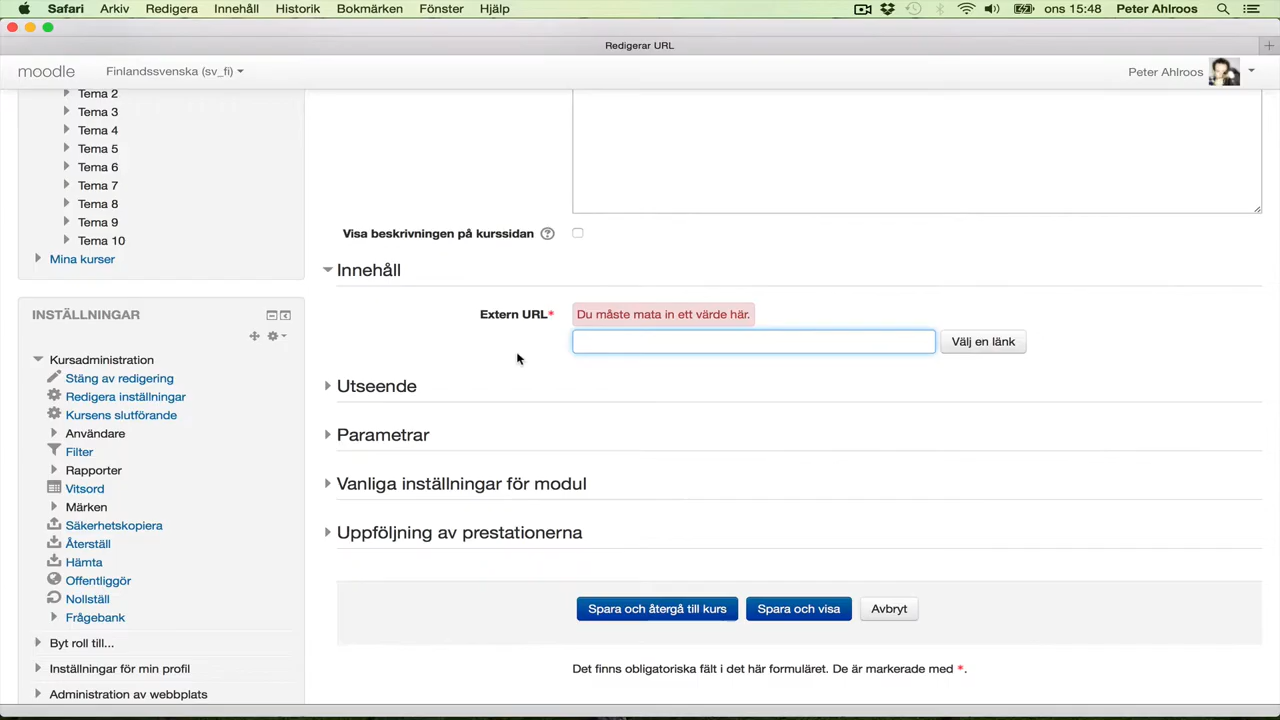 Safari Arkiv Redigera Innehåll Historik Bokmärken Fönster Hjälp ons 15:48 Peter Ahlroos
Redigerar URL
moodle Finlandssvenska (sv_fi) Peter Ahlroos
Tema 2
Tema 3
Tema 4
Tema 5
Tema 6
Tema 7
Tema 8
Tema 9
Tema 10
Mina kurser
INSTÄLLNINGAR
Kursadministration
Stäng av redigering
Redigera inställningar
Kursens slutförande
Användare
Filter
Rapporter
Vitsord
Märken
Säkerhetskopiera
Återställ
Hämta
Offentliggör
Nollställ
Frågebank
Byt roll till...
Inställningar för min profil
Administration av webbplats
Visa beskrivningen på kurssidan
Innehåll
Extern URL* Du måste mata in ett värde här.
Välj en länk
Utseende
Parametrar
Vanliga inställningar för modul
Uppföljning av prestationerna
Spara och återgå till kurs Spara och visa Avbryt
Det finns obligatoriska fält i det här formuläret. De är markerade med *.